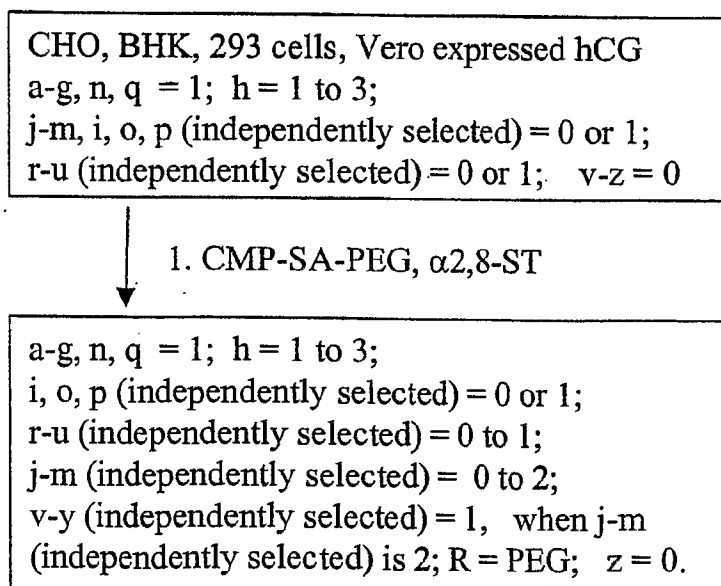 CHO, BHK, 293 cells, Vero expressed hCG
a-g, n, q = 1; h = 1 to 3;
j-m, i, o, p (independently selected) = 0 or 1;
r-u (independently selected) = 0 or 1; v-z = 0
1. CMP-SA-PEG, α2,8-ST
a-g, n, q = 1; h = 1 to 3;
i, o, p (independently selected) = 0 or 1;
r-u (independently selected) = 0 to 1;
j-m (independently selected) = 0 to 2;
v-y (independently selected) = 1, when j-m
(independently selected) is 2; R = PEG; z = 0.